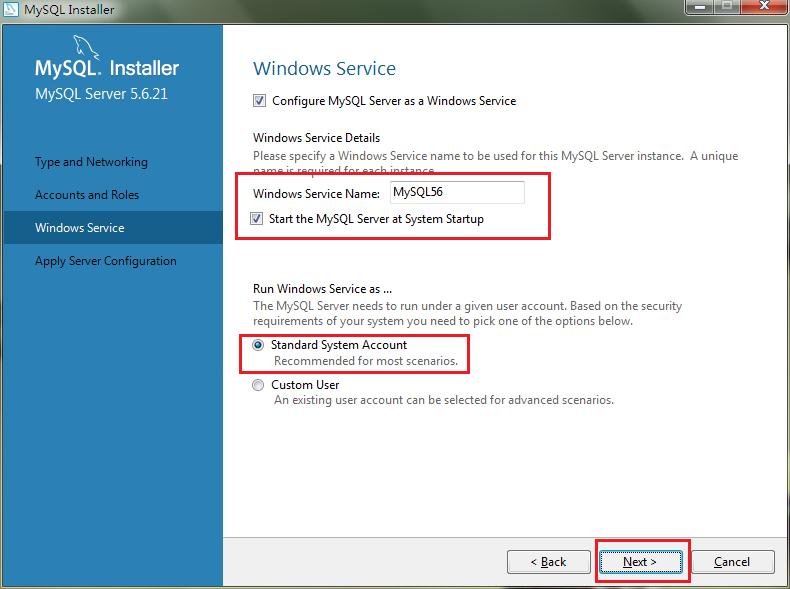 MySQL Installer
MySQL. Installer
MySQL Server 5.6.21
Type and Networking
Accounts and Roles
Windows Service
Apply Server Configuration
Windows Service
Configure MySQL Server as a Windows Service
Windows Service Details
Please specify a Windows Service name to be used for this MySQL Server instance. A unique
name is required for each instance.
Windows Service Name: MySQL56
Start the MySQL Server at System Startup
Run Windows Service as ...
The MySQL Server needs to run under a given user account. Based on the security
requirements of your system you need to pick one of the options below.
Standard System Account
Recommended for most scenarios.
Custom User
An existing user account can be selected for advanced scenarios.
< Back Next > Cancel